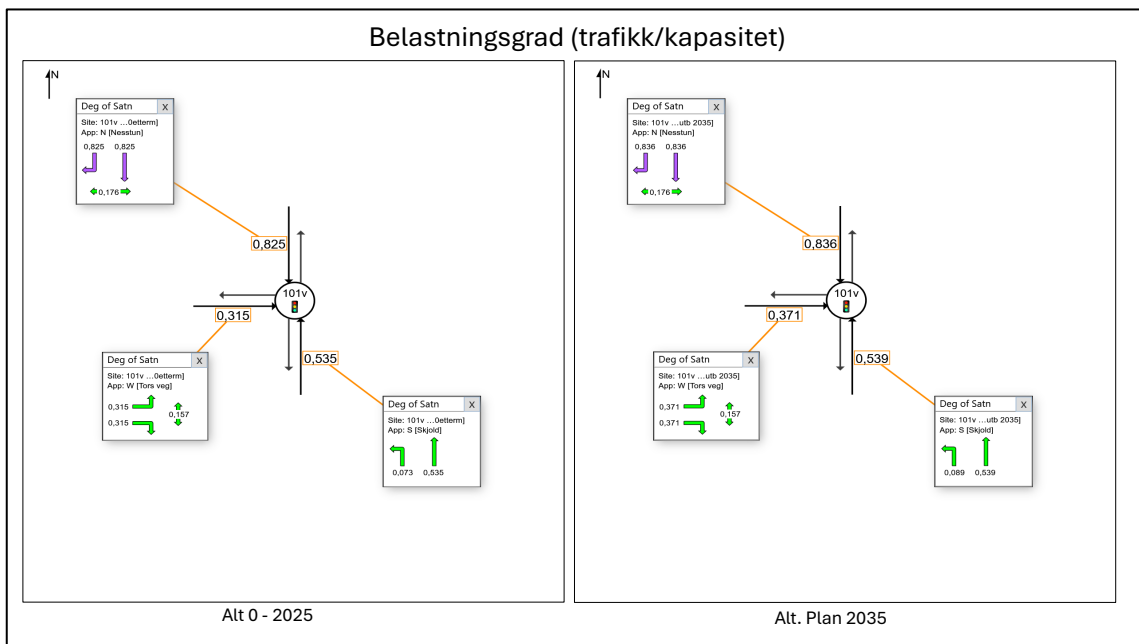 Belastningsgrad (trafikk/kapasitet)
N
Deg of Satn X
Site: 101v ...0etterm]
App: N [Nesstun]
0,825 0,825
0,176
0,825
101v
0,315
0,535
Deg of Satn X
Site: 101v ...0etterm]
App: W [Tors veg]
0,315
0,157
0,315
Deg of Satn X
Site: 101v ...0etterm]
App: S [Skjold]
0,073 0,535
Alt 0 - 2025
N
Deg of Satn X
Site: 101v ...utb 2035]
App: N [Nesstun]
0,836 0,836
0,176
0,836
101v
0,371
0,539
Deg of Satn X
Site: 101v ...utb 2035]
App: W [Tors veg]
0,371
0,157
0,371
Deg of Satn X
Site: 101v ...utb 2035]
App: S [Skjold]
0,089 0,539
Alt. Plan 2035